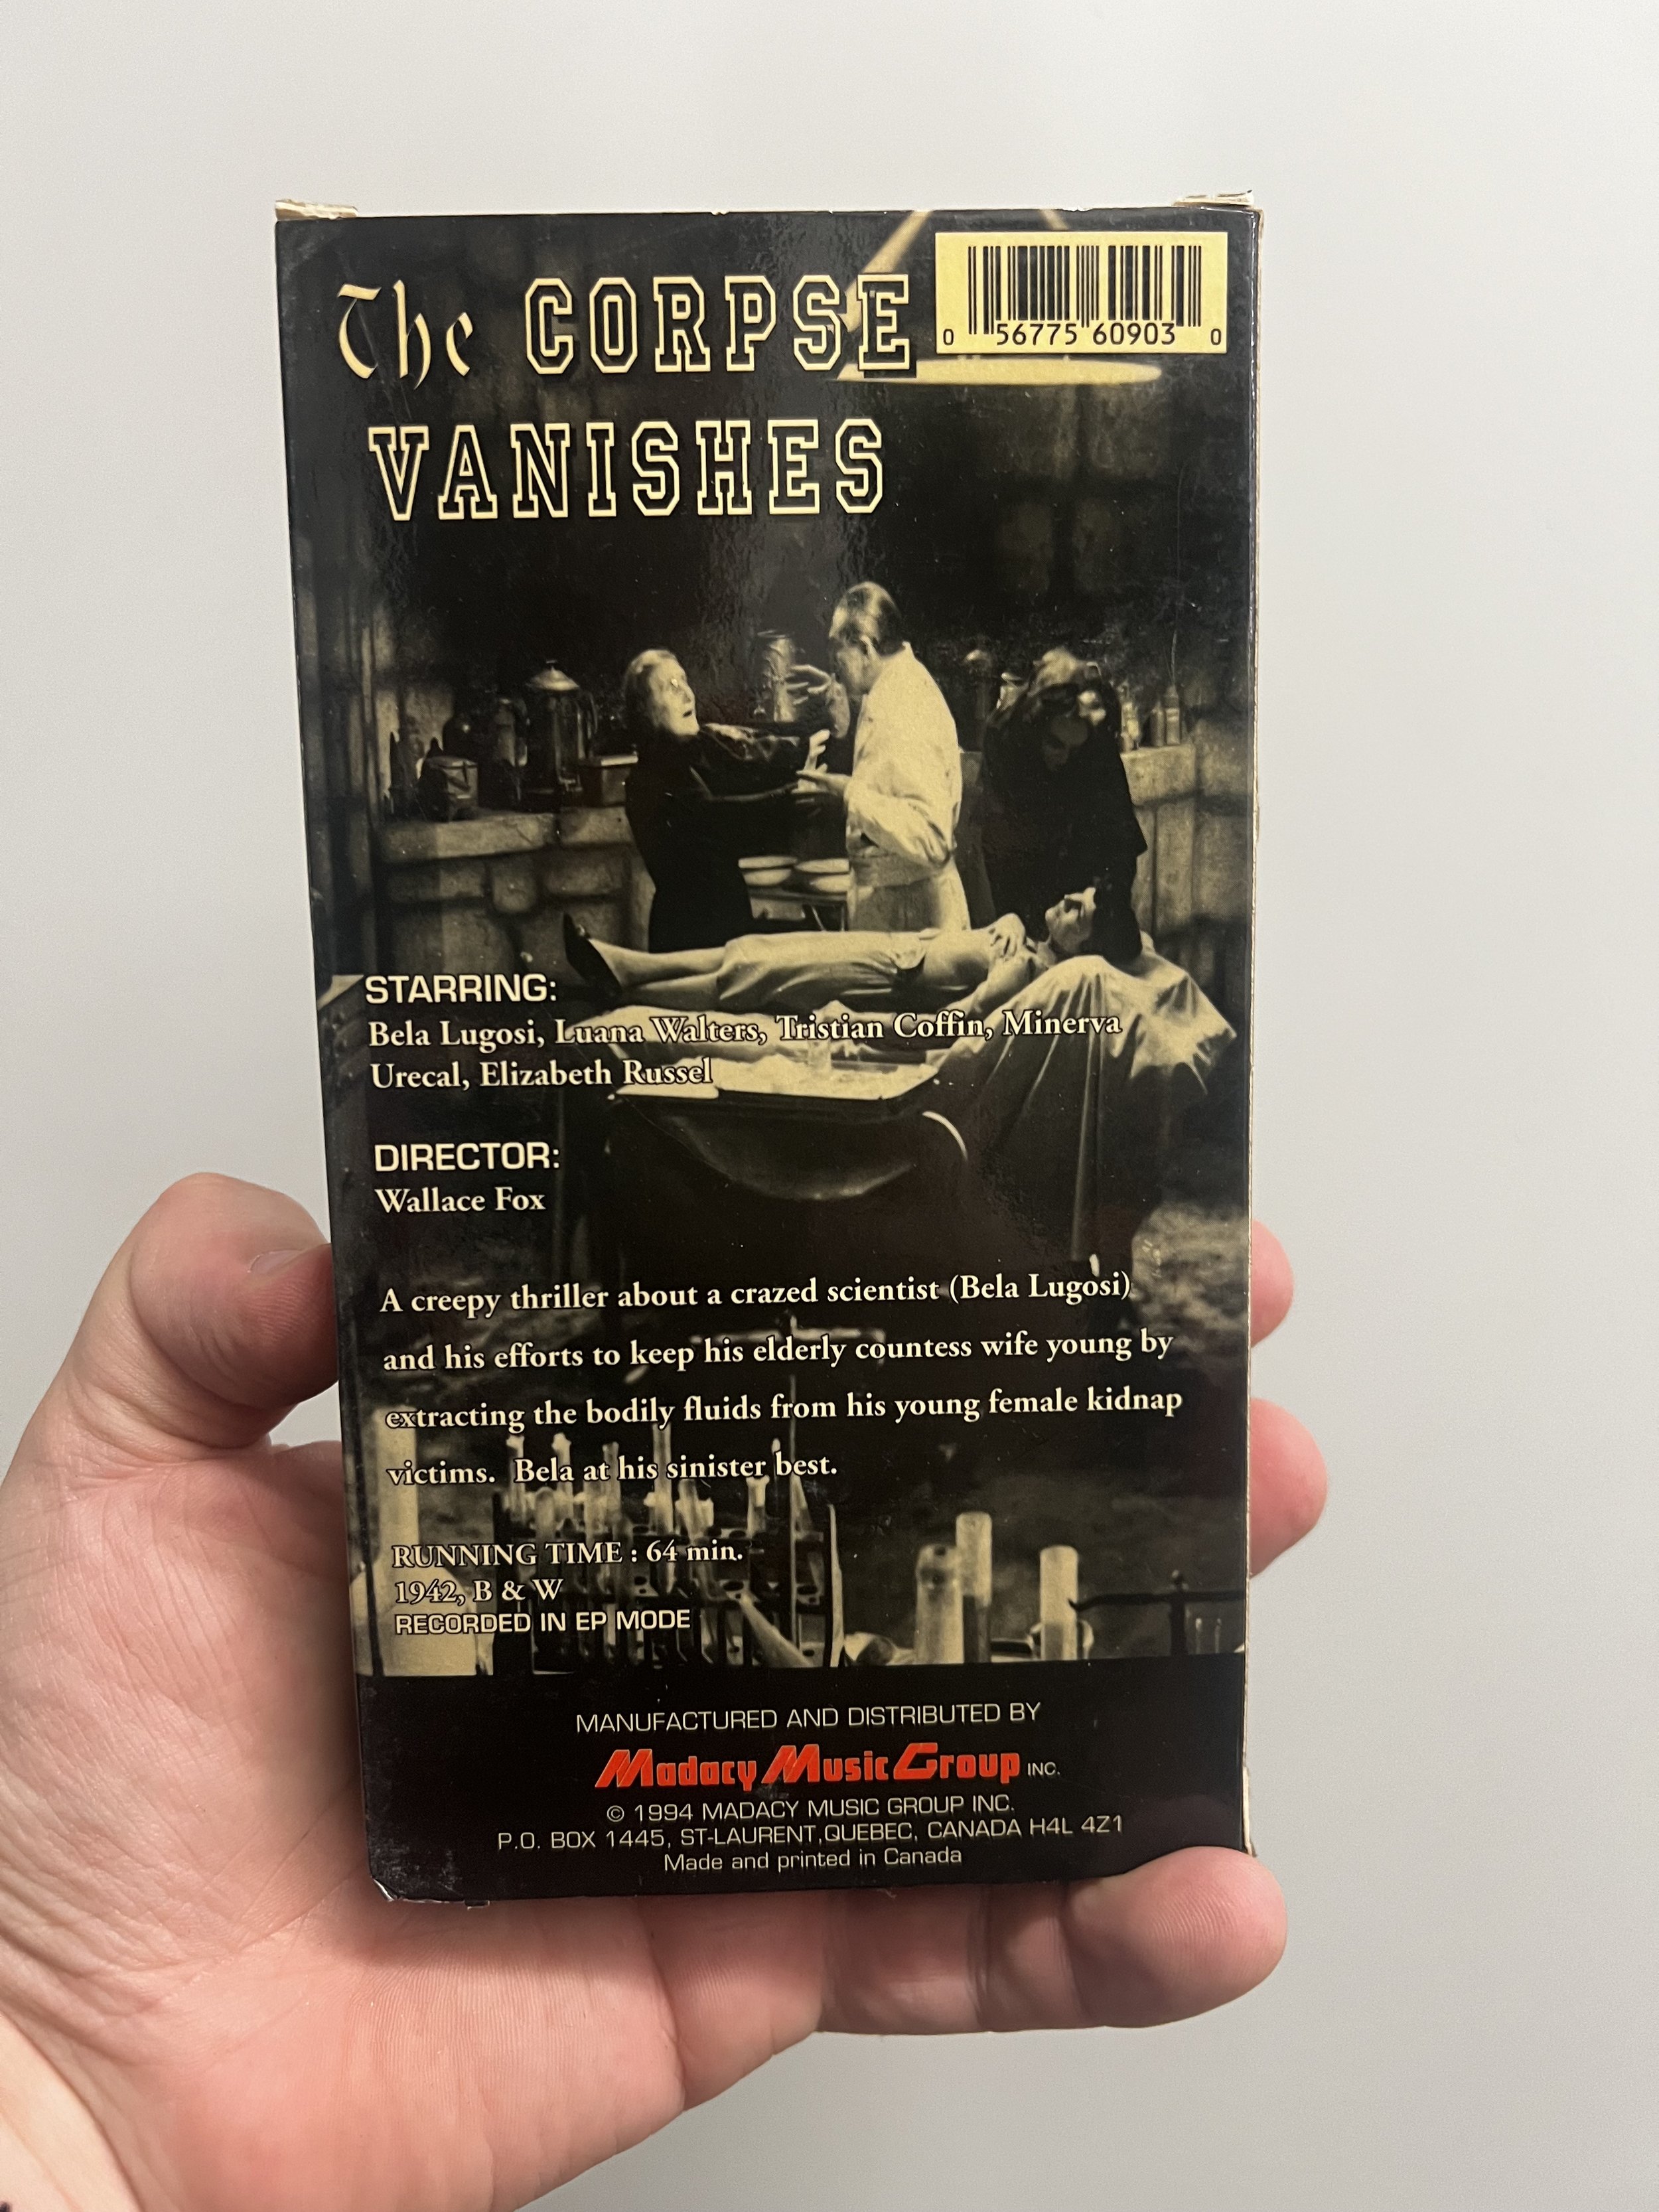 The CORPSE
VANISHES
0 56775 60903 0
STARRING:
Bela Lugosi, Luana Walters, Tristian Coffin, Minerva
Urecal, Elizabeth Russel
DIRECTOR:
Wallace Fox
A creepy thriller about a crazed scientist (Bela Lugosi)
and his efforts to keep his elderly countess wife young by
extracting the bodily fluids from his young female kidnap
victims. Bela at his sinister best.
RUNNING TIME : 64 min.
1942, B & W
RECORDED IN EP MODE
MANUFACTURED AND DISTRIBUTED BY
Madacy Music Group INC.
© 1994 MADACY MUSIC GROUP INC.
P.O. BOX 1445, ST-LAURENT,QUEBEC, CANADA H4L 4Z1
Made and printed in Canada